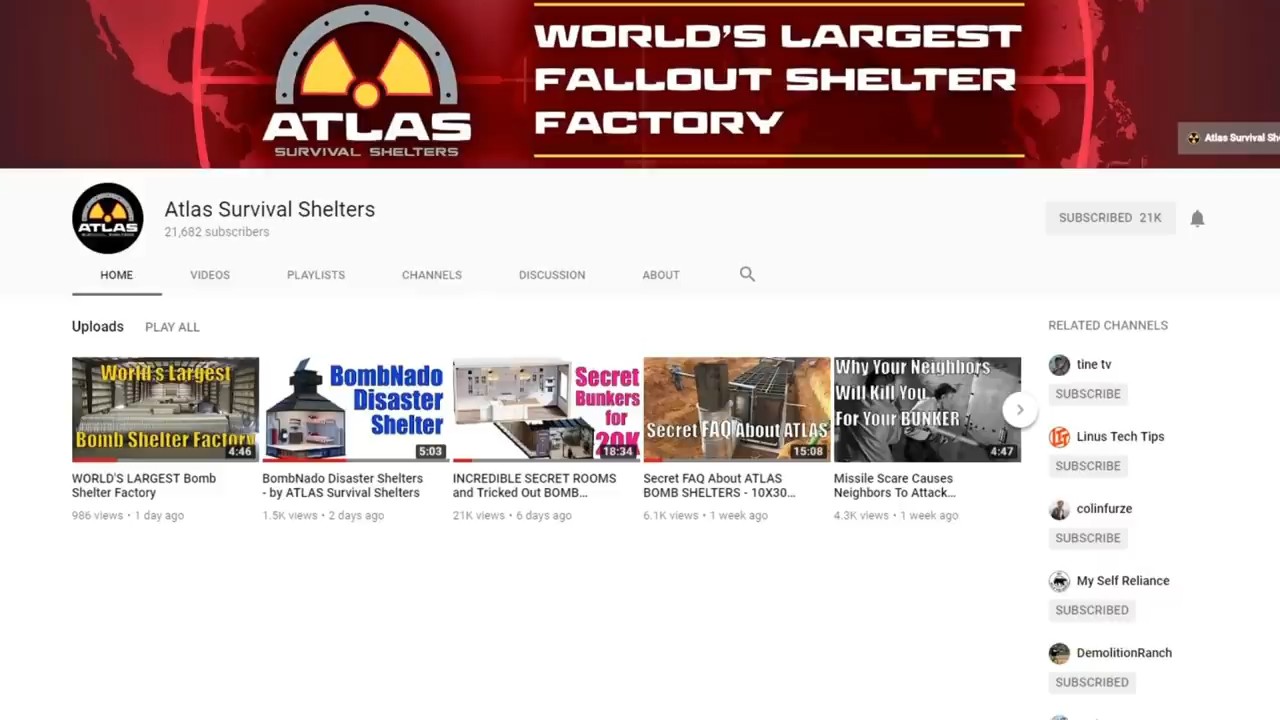 WORLD'S LARGEST
FALLOUT SHELTER
FACTORY
ATLAS
SURVIVAL SHELTERS
Atlas Survival
ATLAS
Atlas Survival Shelters
21,682 subscribers
SUBSCRIBED 21K
HOME VIDEOS PLAYLISTS CHANNELS DISCUSSION ABOUT
Uploads PLAY ALL
World's Largest
Bomb Shelter Factory
4:46
WORLD'S LARGEST Bomb
Shelter Factory
986 views • 1 day ago
BombNado
Disaster
Shelter
5:03
BombNado Disaster Shelters
- by ATLAS Survival Shelters
1.5K views • 2 days ago
Secret
Bunkers
for
20K
18:34
INCREDIBLE SECRET ROOMS
and Tricked Out BOMB...
21K views • 6 days ago
Secret FAQ About ATLAS
15:08
Secret FAQ About ATLAS
BOMB SHELTERS - 10X30...
6.1K views • 1 week ago
Why Your Neighbors
Will Kill You
For Your BUNKER
4:47
Missile Scare Causes
Neighbors To Attack...
4.3K views • 1 week ago
RELATED CHANNELS
tine tv
SUBSCRIBE
Linus Tech Tips
SUBSCRIBE
colinfurze
SUBSCRIBE
My Self Reliance
SUBSCRIBED
DemolitionRanch
SUBSCRIBED